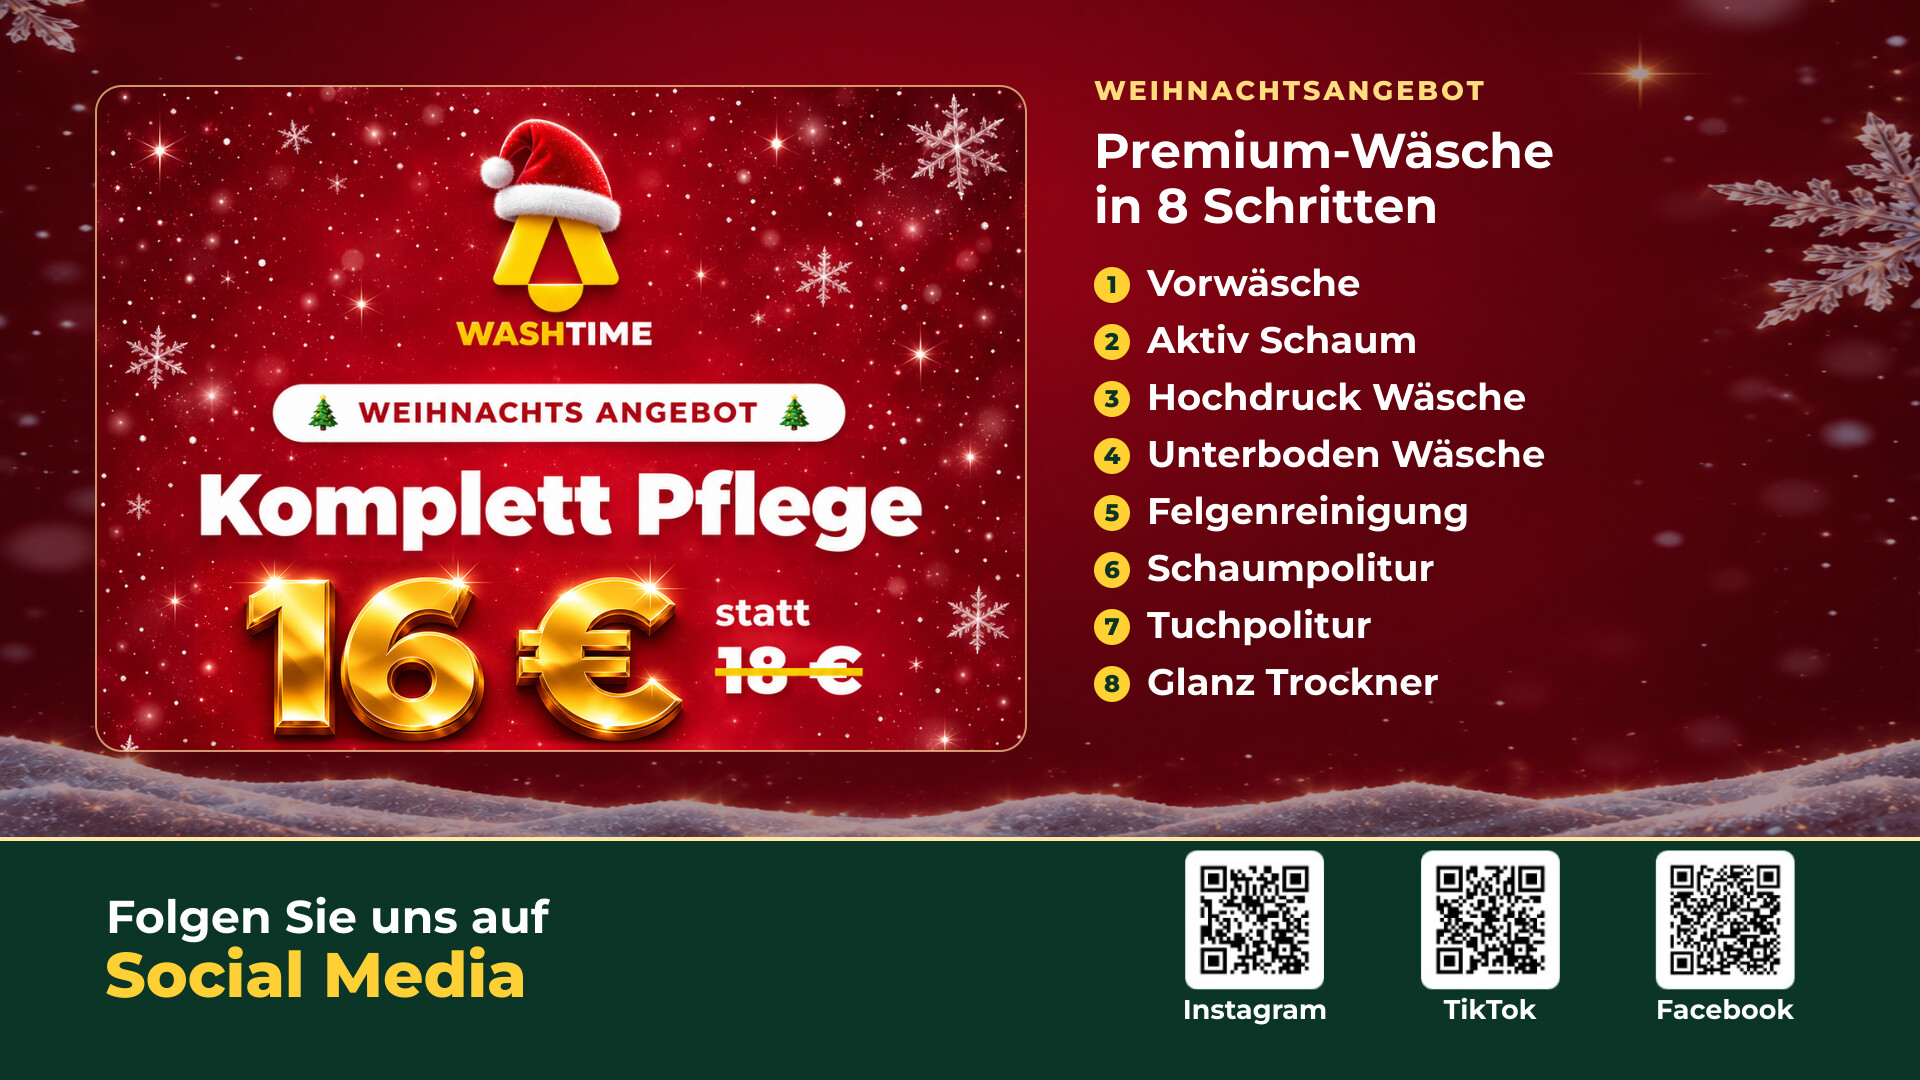 WASHTIME
WEIHNACHTS ANGEBOT
Komplett Pflege
16 €
statt
18 €
WEIHNACHTSANGEBOT
Premium-Wäsche
in 8 Schritten
1 Vorwäsche
2 Aktiv Schaum
3 Hochdruck Wäsche
4 Unterboden Wäsche
5 Felgenreinigung
6 Schaumpolitur
7 Tuchpolitur
8 Glanz Trockner
Folgen Sie uns auf
Social Media
Instagram
TikTok
Facebook